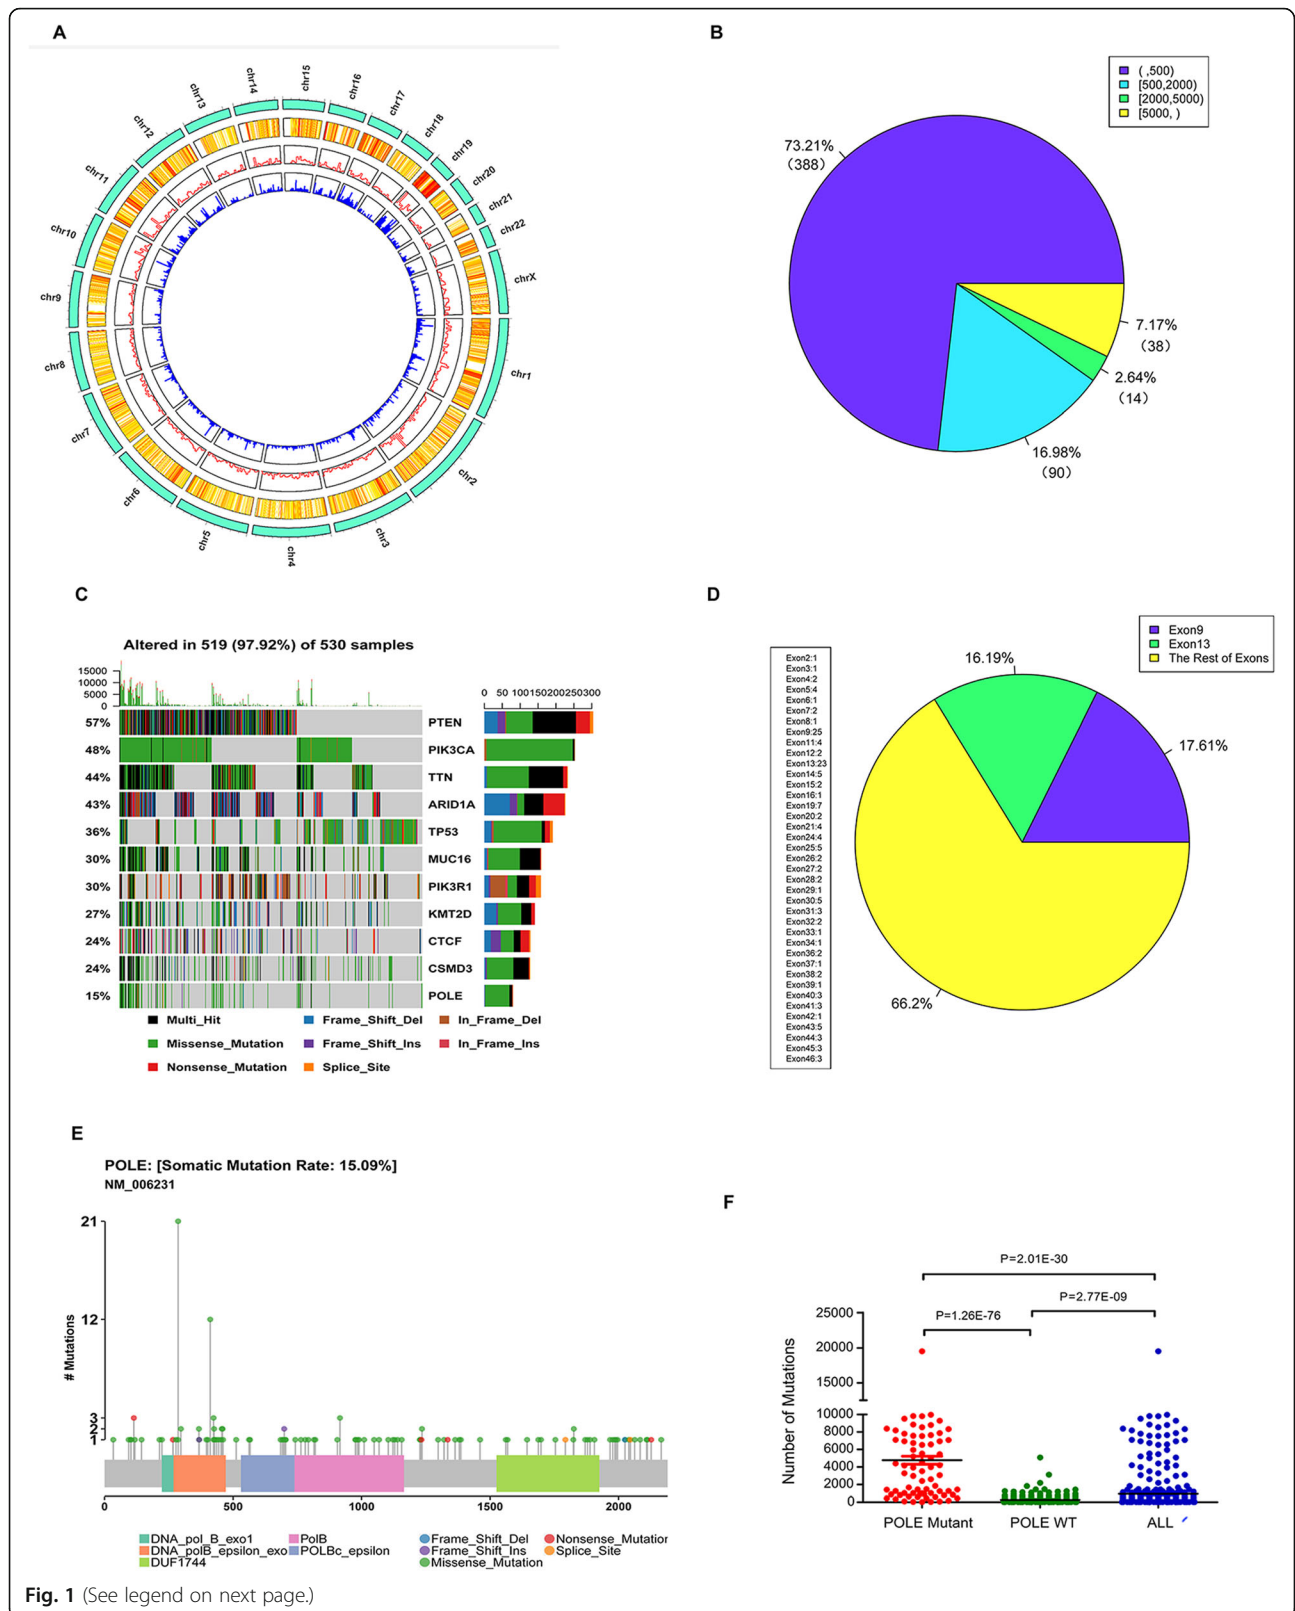 A
chr1
chr2
chr3
chr4
chr5
chr6
chr7
chr8
chr9
chr10
chr11
chr12
chr13
chr14
chr15
chr16
chr17
chr18
chr19
chr20
chr21
chr22
chrX
B
( ,500)
[500,2000)
[2000,5000)
[5000, )
73.21%
(388)
7.17%
(38)
2.64%
(14)
16.98%
(90)
C
Altered in 519 (97.92%) of 530 samples
15000
10000
5000
0
0 50 100150200250300
57% PTEN
48% PIK3CA
44% TTN
43% ARID1A
36% TP53
30% MUC16
30% PIK3R1
27% KMT2D
24% CTCF
24% CSMD3
15% POLE
Multi_Hit Frame_Shift_Del In_Frame_Del
Missense_Mutation Frame_Shift_Ins In_Frame_Ins
Nonsense_Mutation Splice_Site
D
Exon9
Exon13
The Rest of Exons
16.19%
17.61%
66.2%
Exon2:1
Exon3:1
Exon4:2
Exon5:4
Exon6:1
Exon7:2
Exon8:1
Exon9:25
Exon11:4
Exon12:2
Exon13:23
Exon14:5
Exon15:2
Exon16:1
Exon19:7
Exon20:2
Exon21:4
Exon24:4
Exon25:5
Exon26:2
Exon27:2
Exon28:2
Exon29:1
Exon30:5
Exon31:3
Exon32:2
Exon33:1
Exon34:1
Exon36:2
Exon37:1
Exon38:2
Exon39:1
Exon40:3
Exon41:3
Exon42:1
Exon43:5
Exon44:3
Exon45:3
Exon46:3
E
POLE: [Somatic Mutation Rate: 15.09%]
NM_006231
# Mutations
21
12
3
2
1
0 500 1000 1500 2000
DNA_pol_B_exo1 PolB Frame_Shift_Del Nonsense_Mutation
DNA_polB_epsilon_exo POLBc_epsilon Frame_Shift_Ins Splice_Site
DUF1744 Missense_Mutation
F
P=2.01E-30
P=2.77E-09
P=1.26E-76
Number of Mutations
25000
20000
15000
10000
8000
6000
4000
2000
0
POLE Mutant POLE WT ALL
Fig. 1 (See legend on next page.)